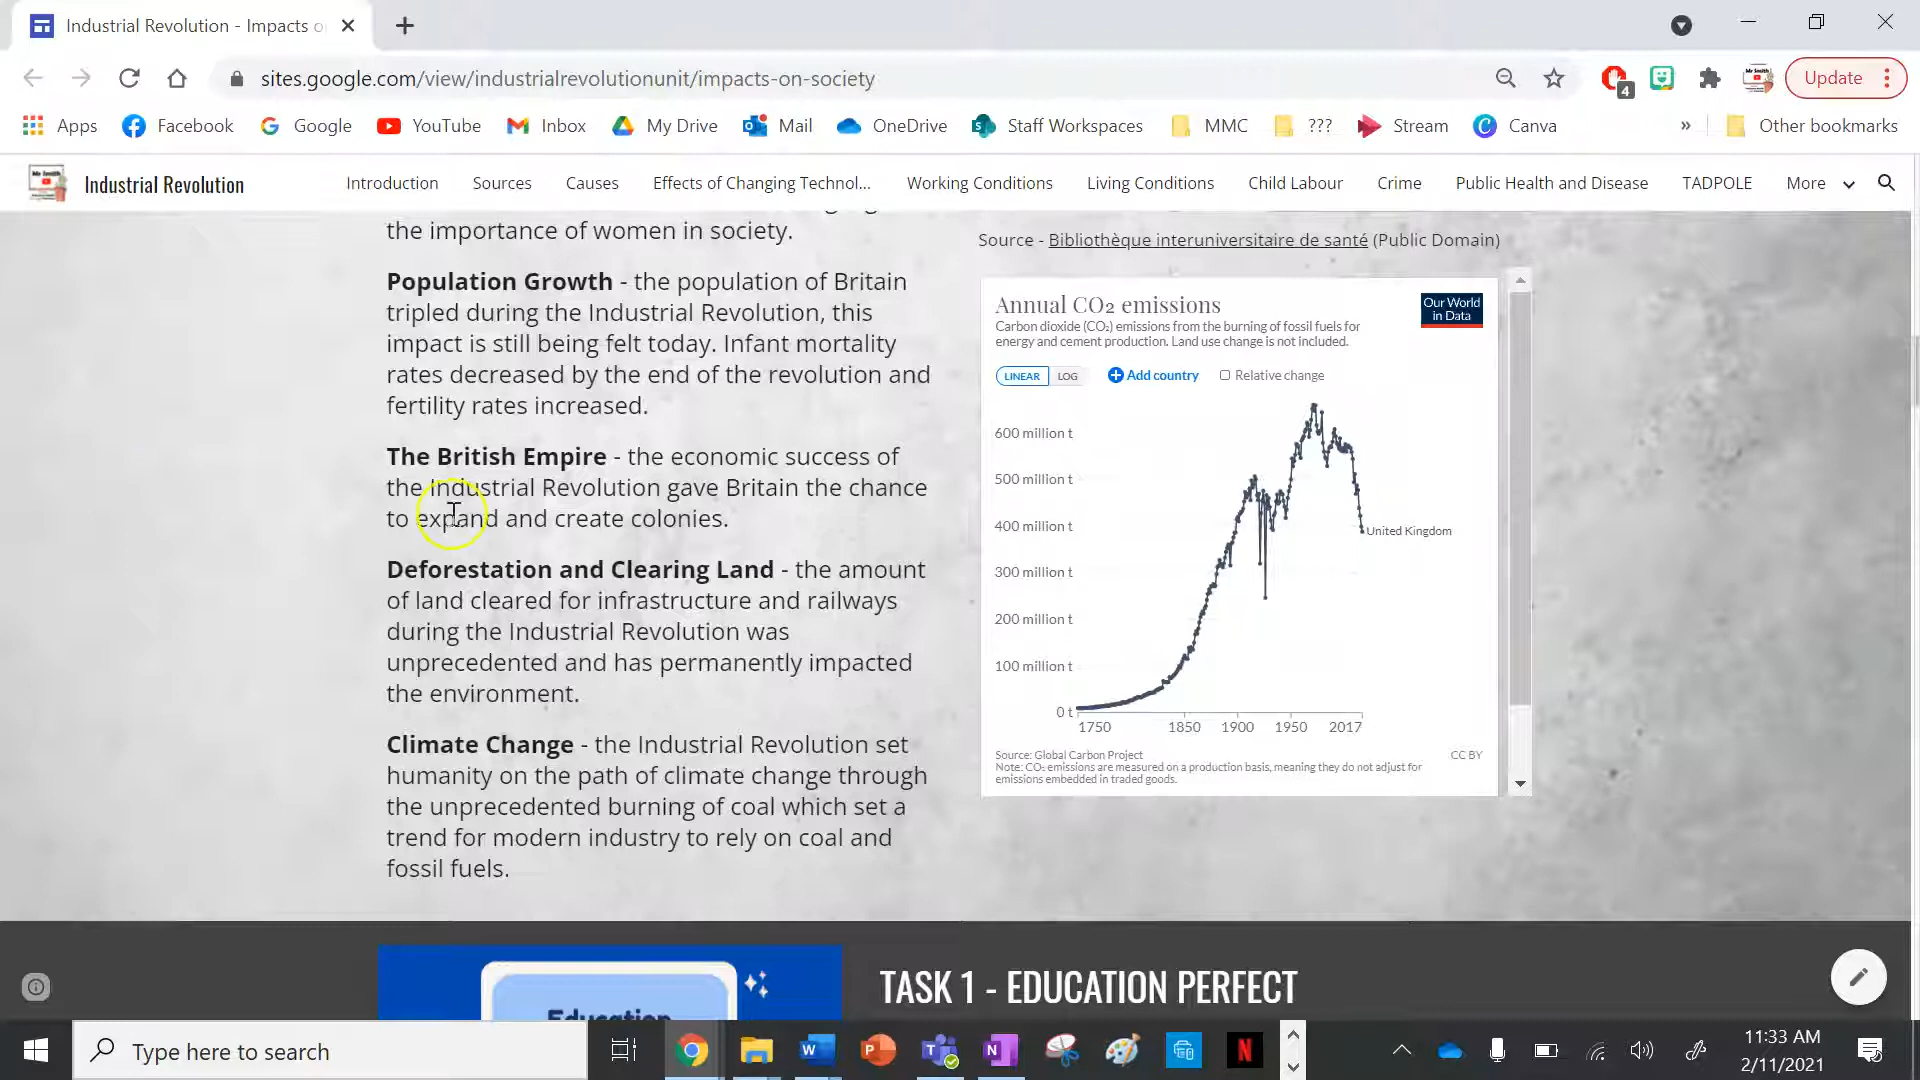 Industrial Revolution - Impacts o
sites.google.com/view/industrialrevolutionunit/impacts-on-society
4
Update
Apps Facebook Google YouTube Inbox My Drive Mail OneDrive Staff Workspaces MMC ??? Stream Canva » Other bookmarks
Industrial Revolution
Introduction Sources Causes Effects of Changing Technol... Working Conditions Living Conditions Child Labour Crime Public Health and Disease TADPOLE More
the importance of women in society.
Population Growth - the population of Britain
tripled during the Industrial Revolution, this
impact is still being felt today. Infant mortality
rates decreased by the end of the revolution and
fertility rates increased.
The British Empire - the economic success of
the Industrial Revolution gave Britain the chance
to expand and create colonies.
Deforestation and Clearing Land - the amount
of land cleared for infrastructure and railways
during the Industrial Revolution was
unprecedented and has permanently impacted
the environment.
Climate Change - the Industrial Revolution set
humanity on the path of climate change through
the unprecedented burning of coal which set a
trend for modern industry to rely on coal and
fossil fuels.
Source - Bibliothèque interuniversitaire de santé (Public Domain)
Annual CO2 emissions
Our World
in Data
Carbon dioxide (CO₂) emissions from the burning of fossil fuels for
energy and cement production. Land use change is not included.
LINEAR LOG Add country Relative change
600 million t
500 million t
400 million t
United Kingdom
300 million t
200 million t
100 million t
0 t
1750 1850 1900 1950 2017
Source: Global Carbon Project
CC BY
Note: CO₂ emissions are measured on a production basis, meaning they do not adjust for
emissions embedded in traded goods.
TASK 1 - EDUCATION PERFECT
Education
Type here to search
11:33 AM
2/11/2021